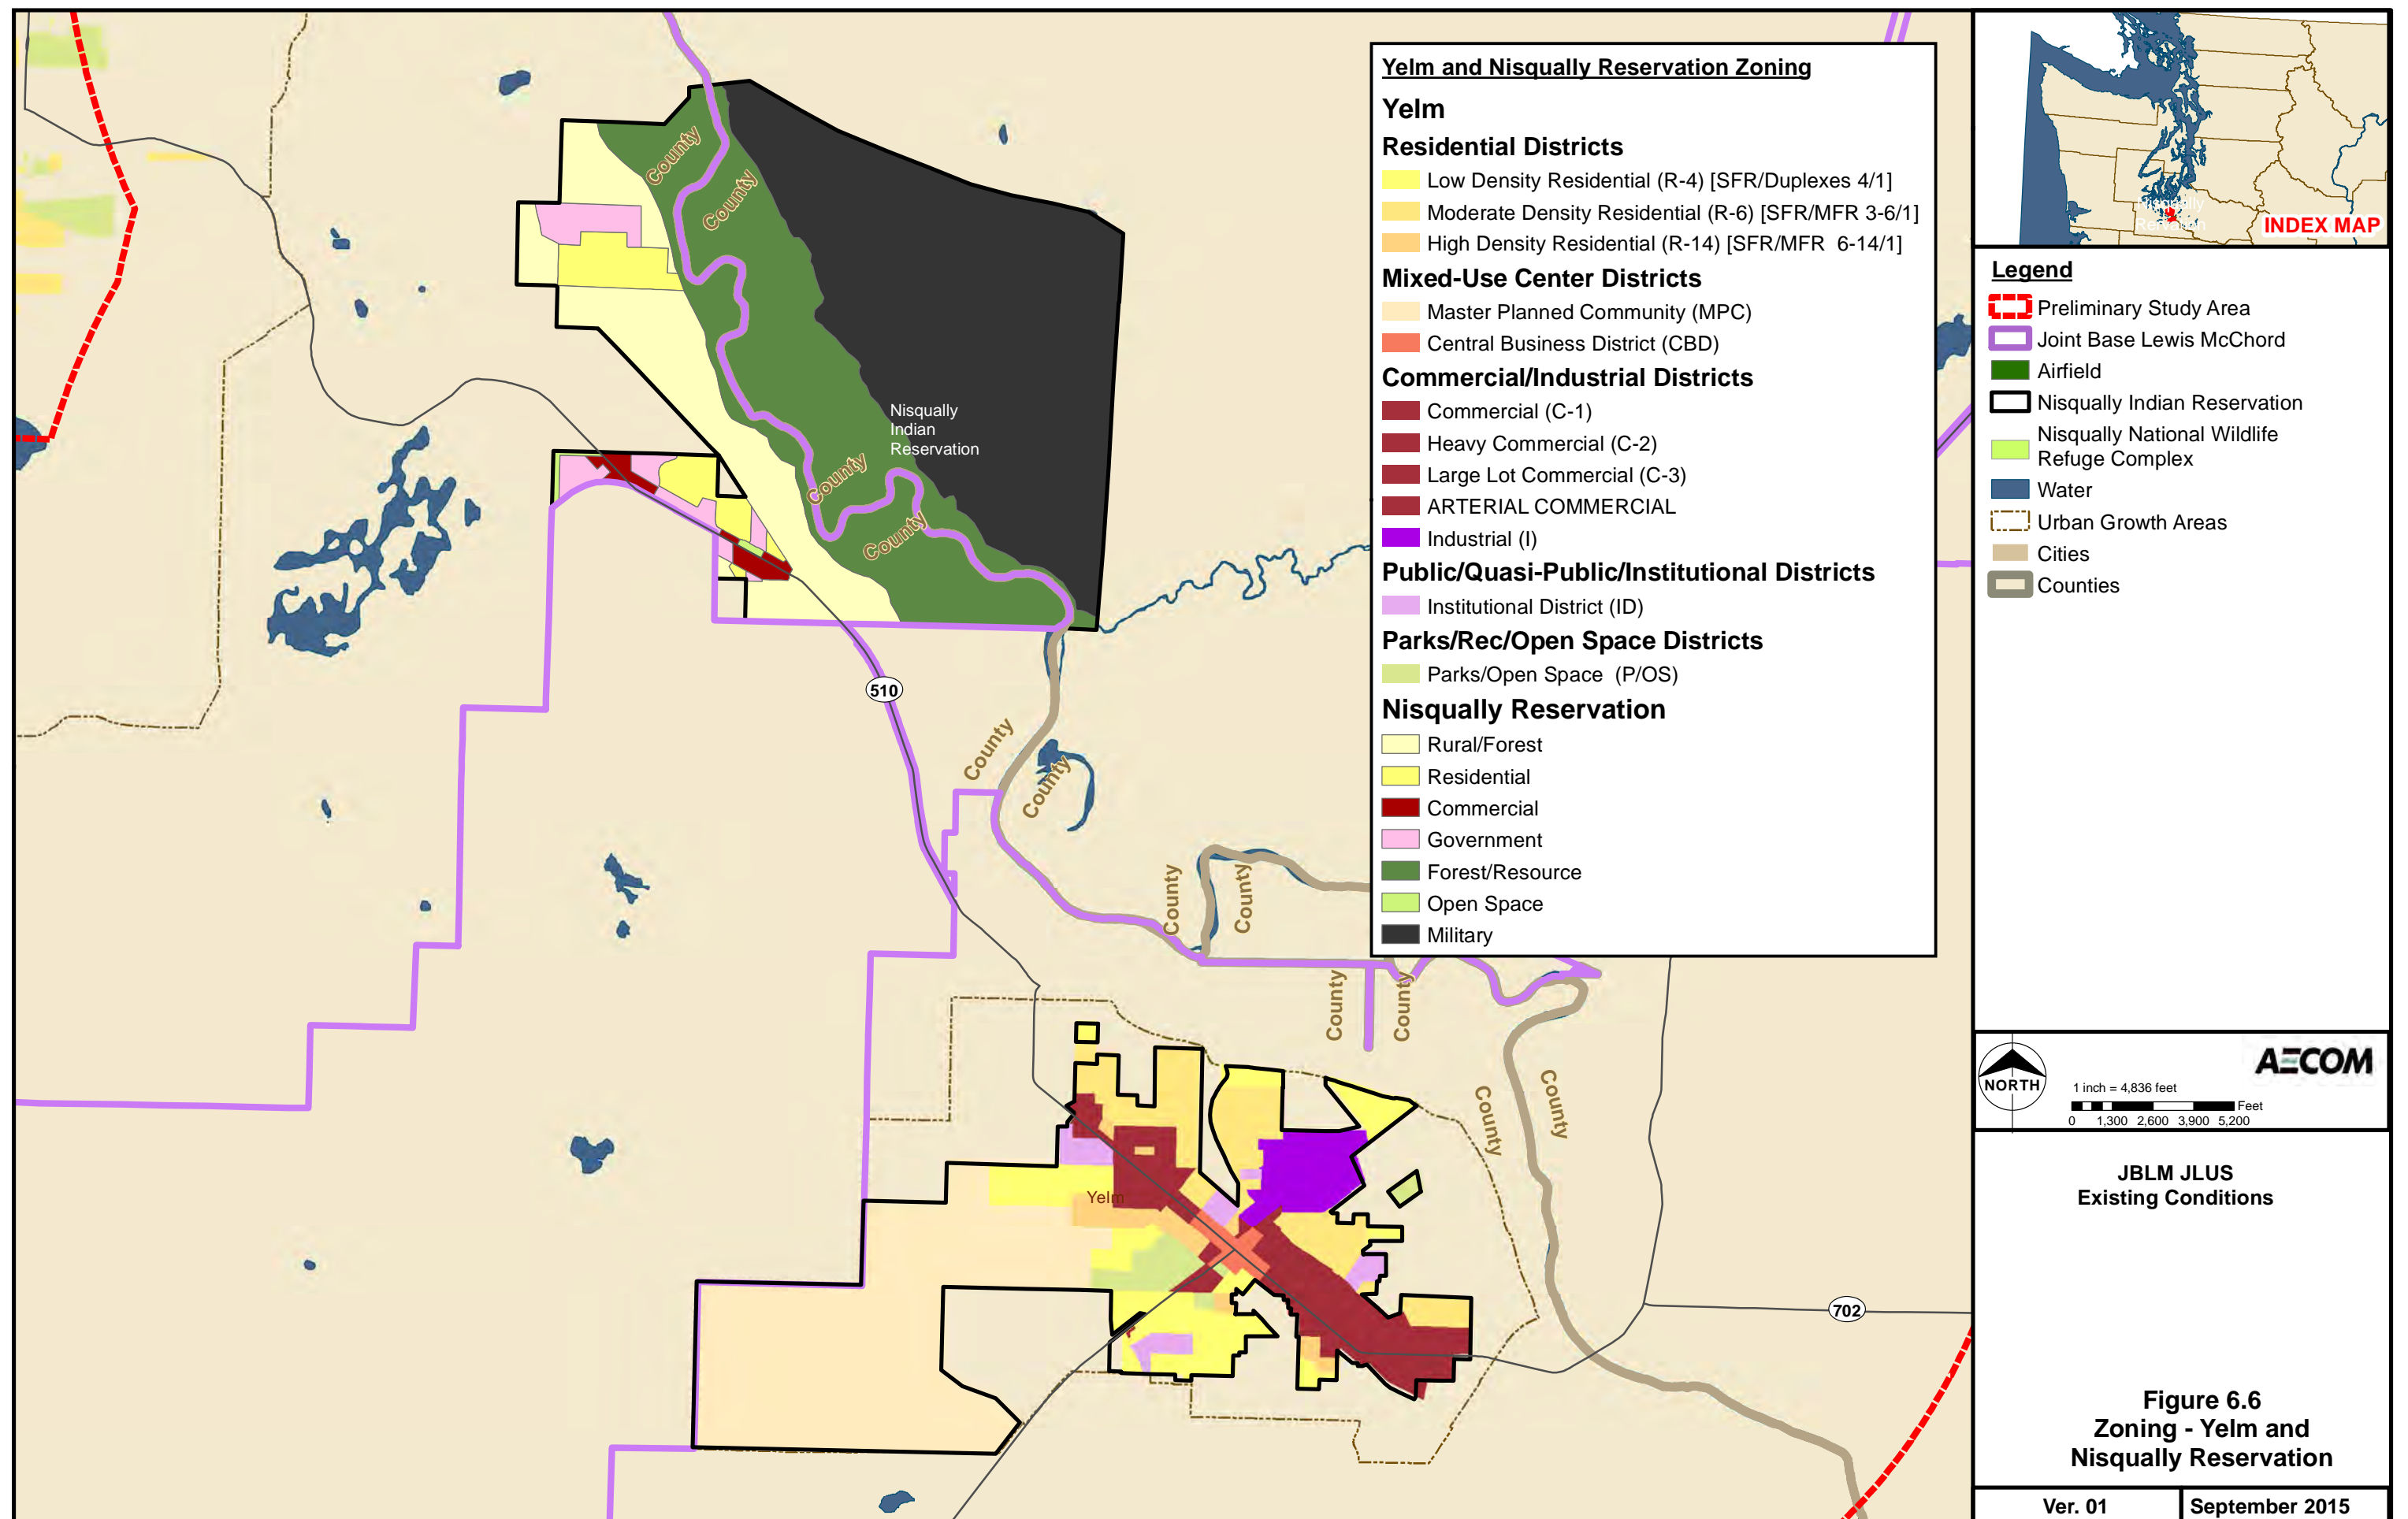 Yelm and Nisqually Reservation Zoning
Yelm
Residential Districts
Low Density Residential (R-4) [SFR/Duplexes 4/1]
Moderate Density Residential (R-6) [SFR/MFR 3-6/1]
High Density Residential (R-14) [SFR/MFR 6-14/1]
Mixed-Use Center Districts
Master Planned Community (MPC)
Central Business District (CBD)
Commercial/Industrial Districts
Commercial (C-1)
Heavy Commercial (C-2)
Large Lot Commercial (C-3)
ARTERIAL COMMERCIAL
Industrial (I)
Public/Quasi-Public/Institutional Districts
Institutional District (ID)
Parks/Rec/Open Space Districts
Parks/Open Space (P/OS)
Nisqually Reservation
Rural/Forest
Residential
Commercial
Government
Forest/Resource
Open Space
Military
County
County
Nisqually
Indian
Reservation
County
County
510
County
County
County
County
County
County
County
County
Yelm
702
INDEX MAP
Legend
Preliminary Study Area
Joint Base Lewis McChord
Airfield
Nisqually Indian Reservation
Nisqually National Wildlife
Refuge Complex
Water
Urban Growth Areas
Cities
Counties
NORTH
AECOM
1 inch = 4,836 feet
Feet
0 1,300 2,600 3,900 5,200
JBLM JLUS
Existing Conditions
Figure 6.6
Zoning - Yelm and
Nisqually Reservation
Ver. 01
September 2015